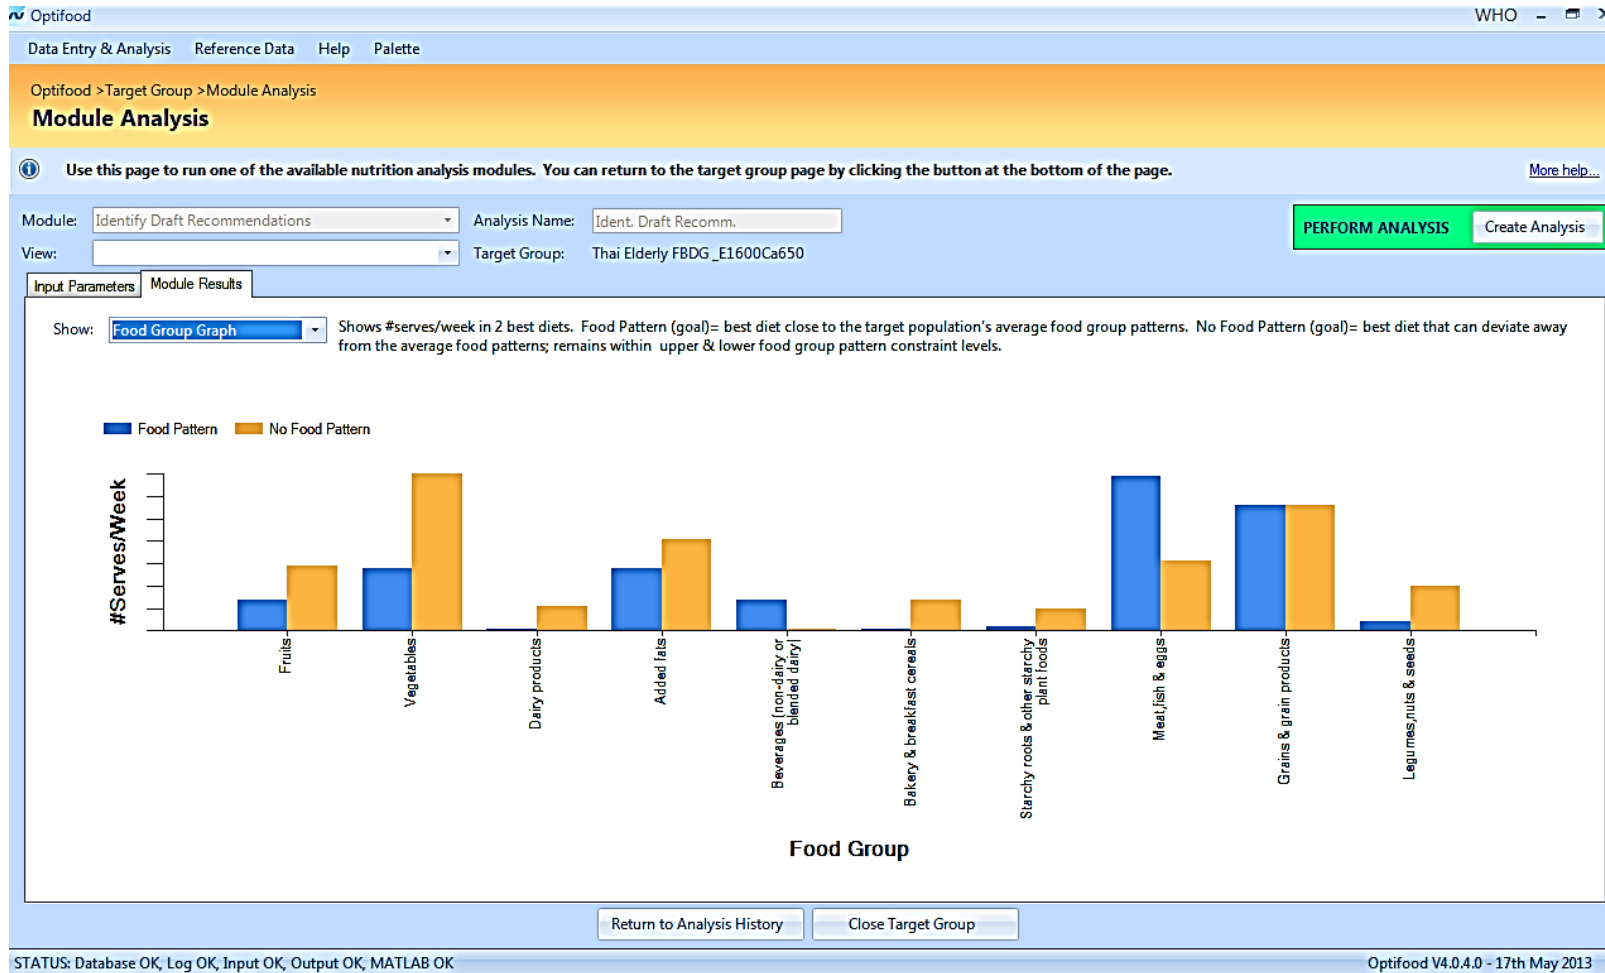 Optifood
WHO
Data Entry & Analysis Reference Data Help Palette
Optifood >Target Group >Module Analysis
Module Analysis
Use this page to run one of the available nutrition analysis modules. You can return to the target group page by clicking the button at the bottom of the page.
More help...
Module: Identify Draft Recommendations
Analysis Name: Ident. Draft Recomm.
PERFORM ANALYSIS
Create Analysis
View:
Target Group: Thai Elderly FBDG_E1600Ca650
Input Parameters
Module Results
Show: Food Group Graph
Shows #serves/week in 2 best diets. Food Pattern (goal)= best diet close to the target population's average food group patterns. No Food Pattern (goal)= best diet that can deviate away
from the average food patterns; remains within upper & lower food group pattern constraint levels.
Food Pattern
No Food Pattern
#Serves/Week
Fruits
Vegetables
Dairy products
Added fats
Beverages (non-dairy or
blended dairy)
Bakery & breakfast cereals
Starchy roots & other starchy
plant foods
Meat,fish & eggs
Grains & grain products
Legumes,nuts & seeds
Food Group
Return to Analysis History
Close Target Group
STATUS: Database OK, Log OK, Input OK, Output OK, MATLAB OK
Optifood V4.0.4.0 - 17th May 2013